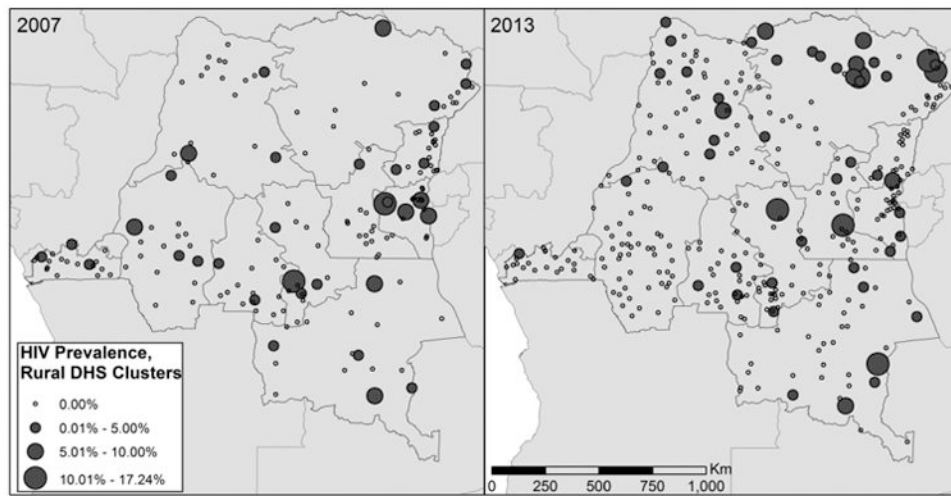 2007
2013
HIV Prevalence,
Rural DHS Clusters
0.00%
0.01% - 5.00%
5.01% - 10.00%
10.01% - 17.24%
Km
0 250 500 750 1,000